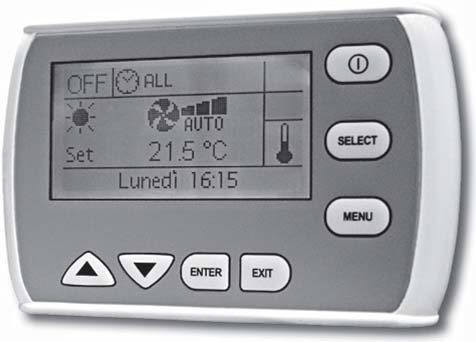 OFF ALL
AUTO
Set 21.5 °C
Lunedì 16:15
SELECT
MENU
ENTER EXIT